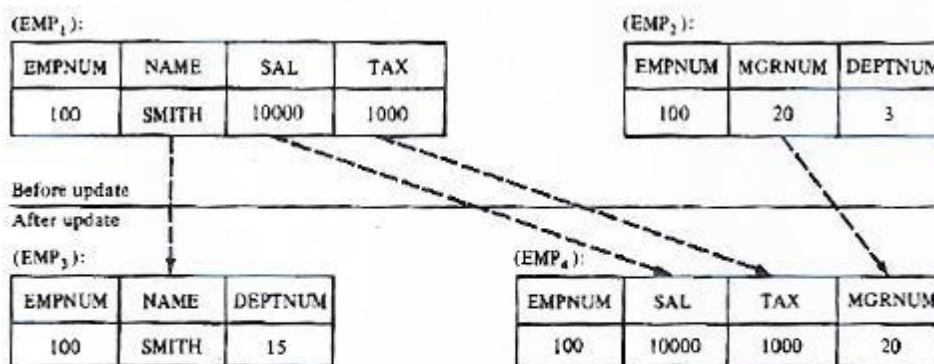 (EMP₁): (EMP₂):
EMPNUM NAME SAL TAX EMPNUM MGRNUM DEPTNUM
100 SMITH 10000 1000 100 20 3
Before update
After update
(EMP₃): (EMP₄):
EMPNUM NAME DEPTNUM EMPNUM SAL TAX MGRNUM
100 SMITH 15 100 10000 1000 20